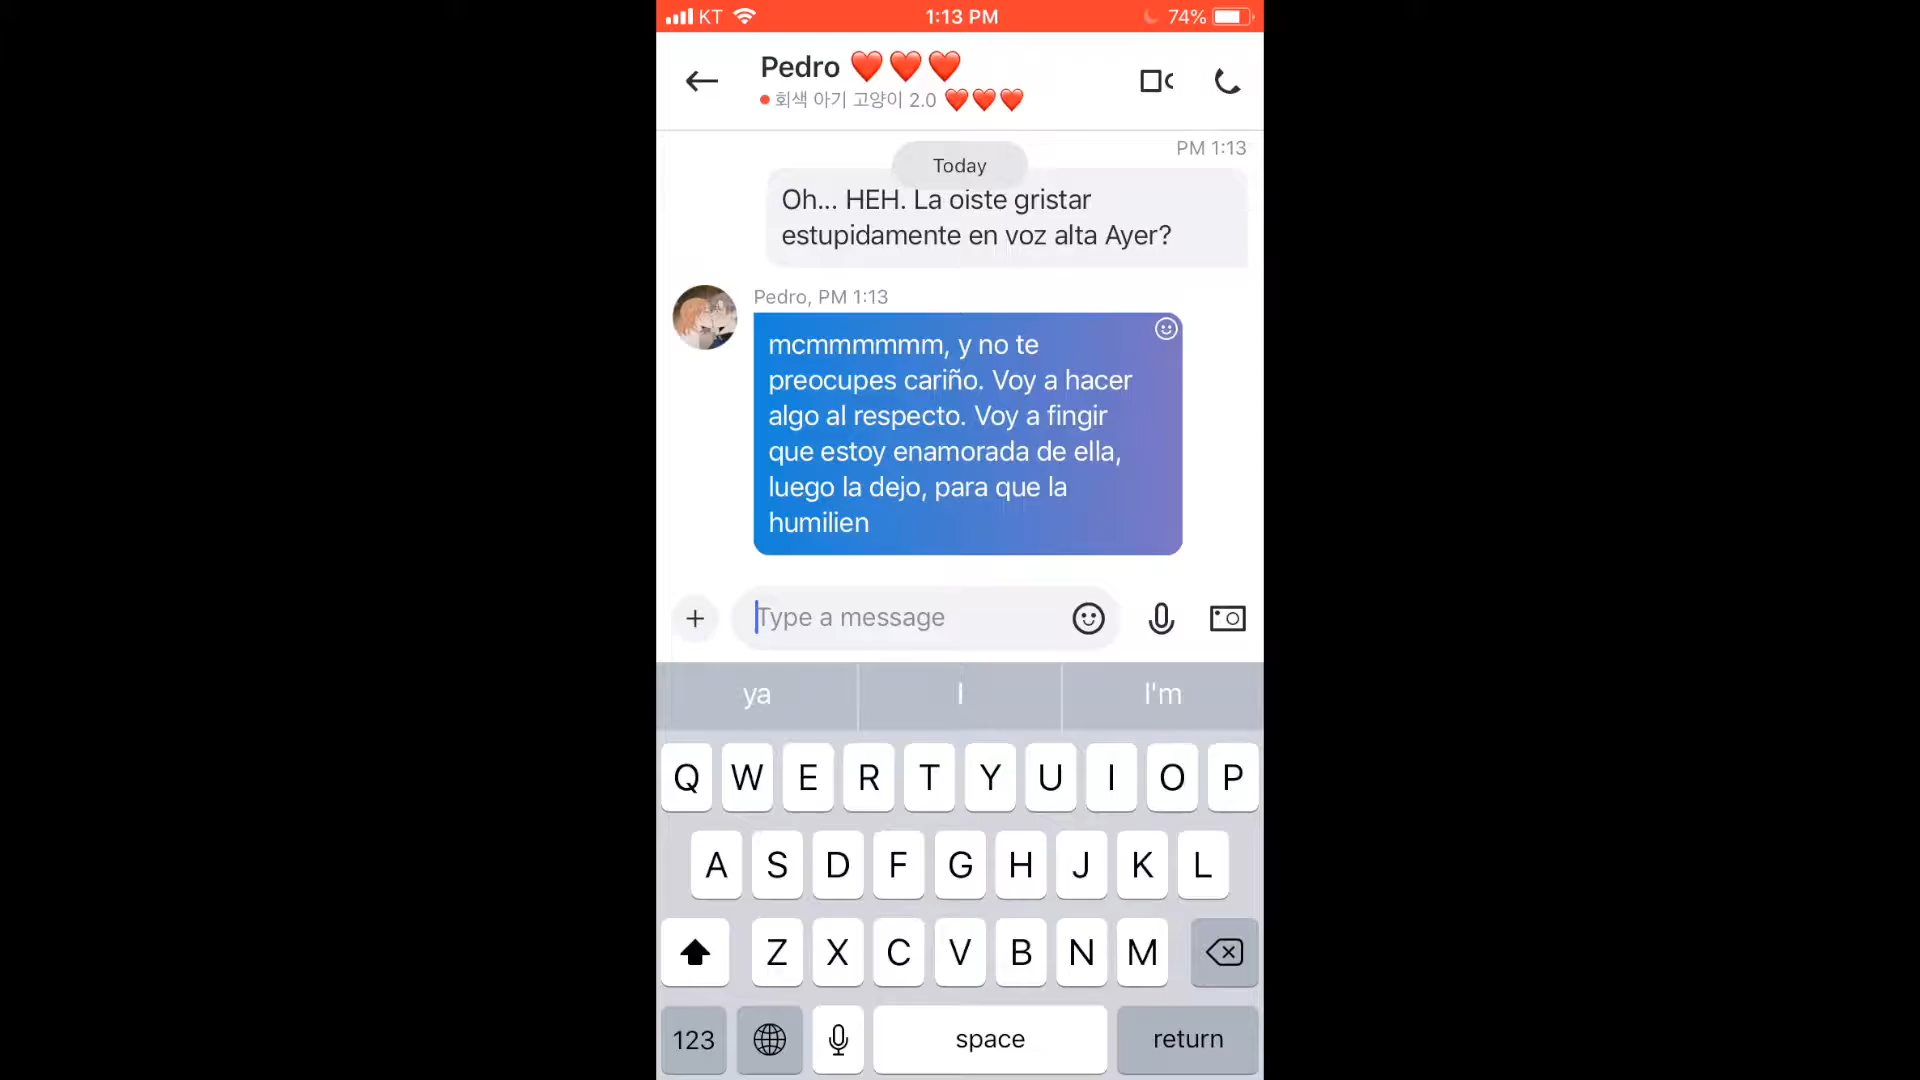 KT 1:13 PM 74%
Pedro ❤️❤️❤️
회색 아기 고양이 2.0 ❤️❤️❤️
PM 1:13
Today
Oh... HEH. La oiste gristar
estupidamente en voz alta Ayer?
Pedro, PM 1:13
mcmmmmmm, y no te
preocupes cariño. Voy a hacer
algo al respecto. Voy a fingir
que estoy enamorada de ella,
luego la dejo, para que la
humilien
Type a message
ya I I'm
Q W E R T Y U I O P
A S D F G H J K L
Z X C V B N M
123 space return